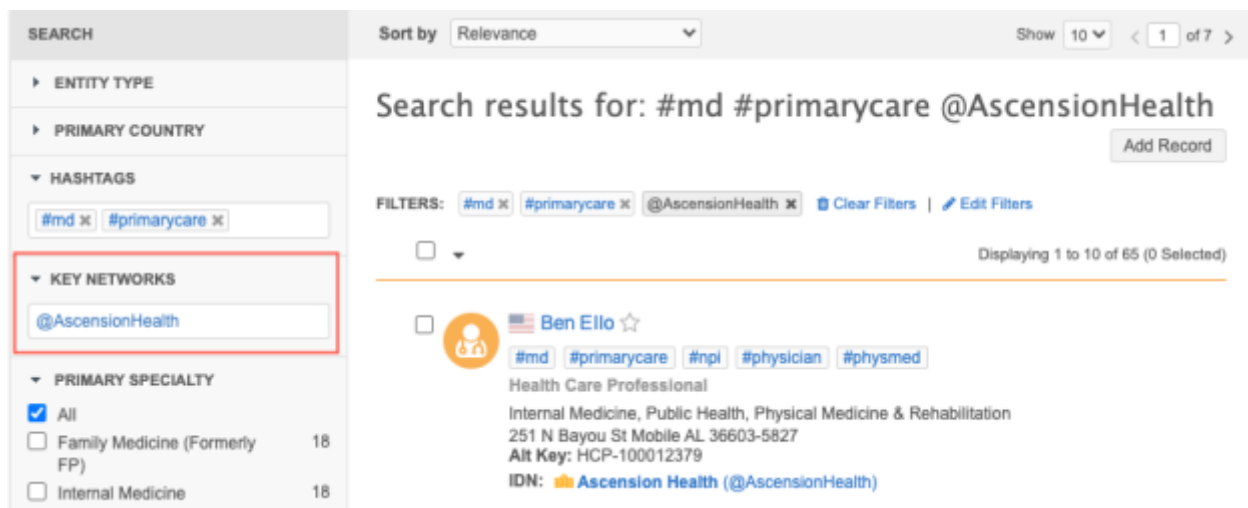 SEARCH
ENTITY TYPE
PRIMARY COUNTRY
HASHTAGS
#md #primarycare
KEY NETWORKS
@AscensionHealth
PRIMARY SPECIALTY
All
Family Medicine (Formerly 18
FP)
Internal Medicine 18
Sort by Relevance Show 10 < 1 of 7 >
Search results for: #md #primarycare @AscensionHealth
Add Record
FILTERS: #md #primarycare @AscensionHealth Clear Filters | Edit Filters
Displaying 1 to 10 of 65 (0 Selected)
Ben Ello
#md #primarycare #npi #physician #physmed
Health Care Professional
Internal Medicine, Public Health, Physical Medicine & Rehabilitation
251 N Bayou St Mobile AL 36603-5827
Alt Key: HCP-100012379
IDN: Ascension Health (@AscensionHealth)